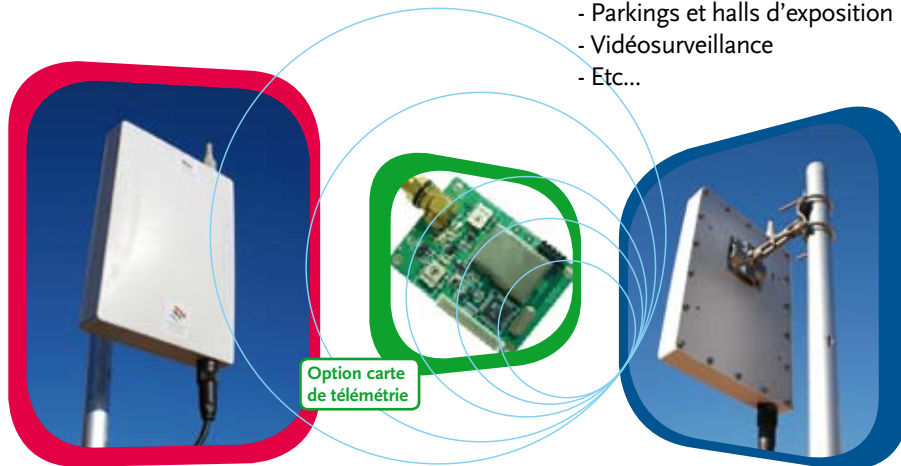 - Parkings et halls d'exposition
- Vidéosurveillance
- Etc...
Option carte
de télémétrie